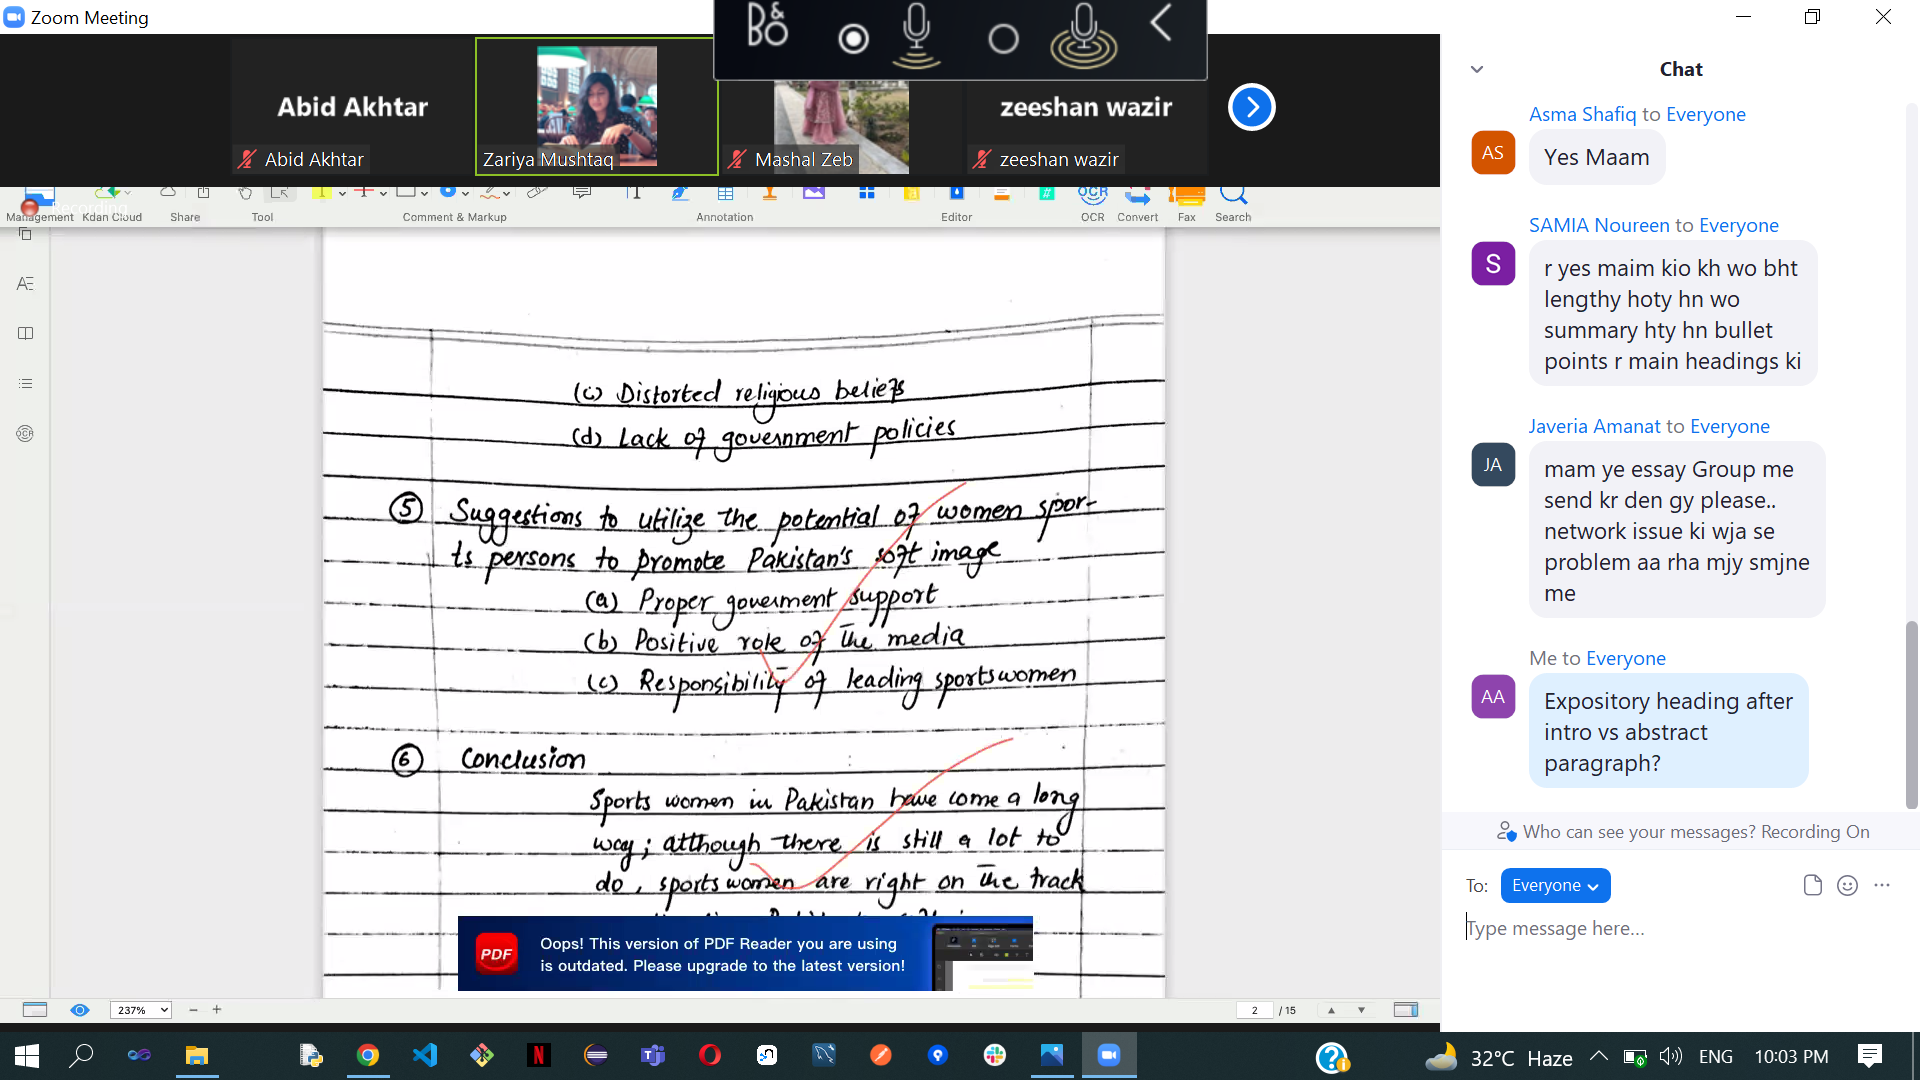 Zoom Meeting
B&O
Abid Akhtar
Abid Akhtar
Zariya Mushtaq
Mashal Zeb
zeeshan wazir
zeeshan wazir
Recording
Management
Kdan Cloud
Share
Tool
Comment & Markup
Annotation
Editor
OCR
OCR
Convert
Fax
Search
(c) Distorted religious beliefs
(d) Lack of government policies
5 Suggestions to utilize the potential of women spor-
ts persons to promote Pakistan's soft image
(a) Proper goverment support
(b) Positive role of the media
(c) Responsibility of leading sportswomen
6 Conclusion
Sports women in Pakistan have come a long
way; although there is still a lot to
do, sportswomen are right on the track
PDF
Oops! This version of PDF Reader you are using
is outdated. Please upgrade to the latest version!
237%
2 / 15
Chat
Asma Shafiq to Everyone
AS
Yes Maam
SAMIA Noureen to Everyone
S
r yes maim kio kh wo bht
lengthy hoty hn wo
summary hty hn bullet
points r main headings ki
Javeria Amanat to Everyone
JA
mam ye essay Group me
send kr den gy please..
network issue ki wja se
problem aa rha mjy smjne
me
Me to Everyone
AA
Expository heading after
intro vs abstract
paragraph?
Who can see your messages? Recording On
To: Everyone
Type message here...
32°C Haze
ENG
10:03 PM